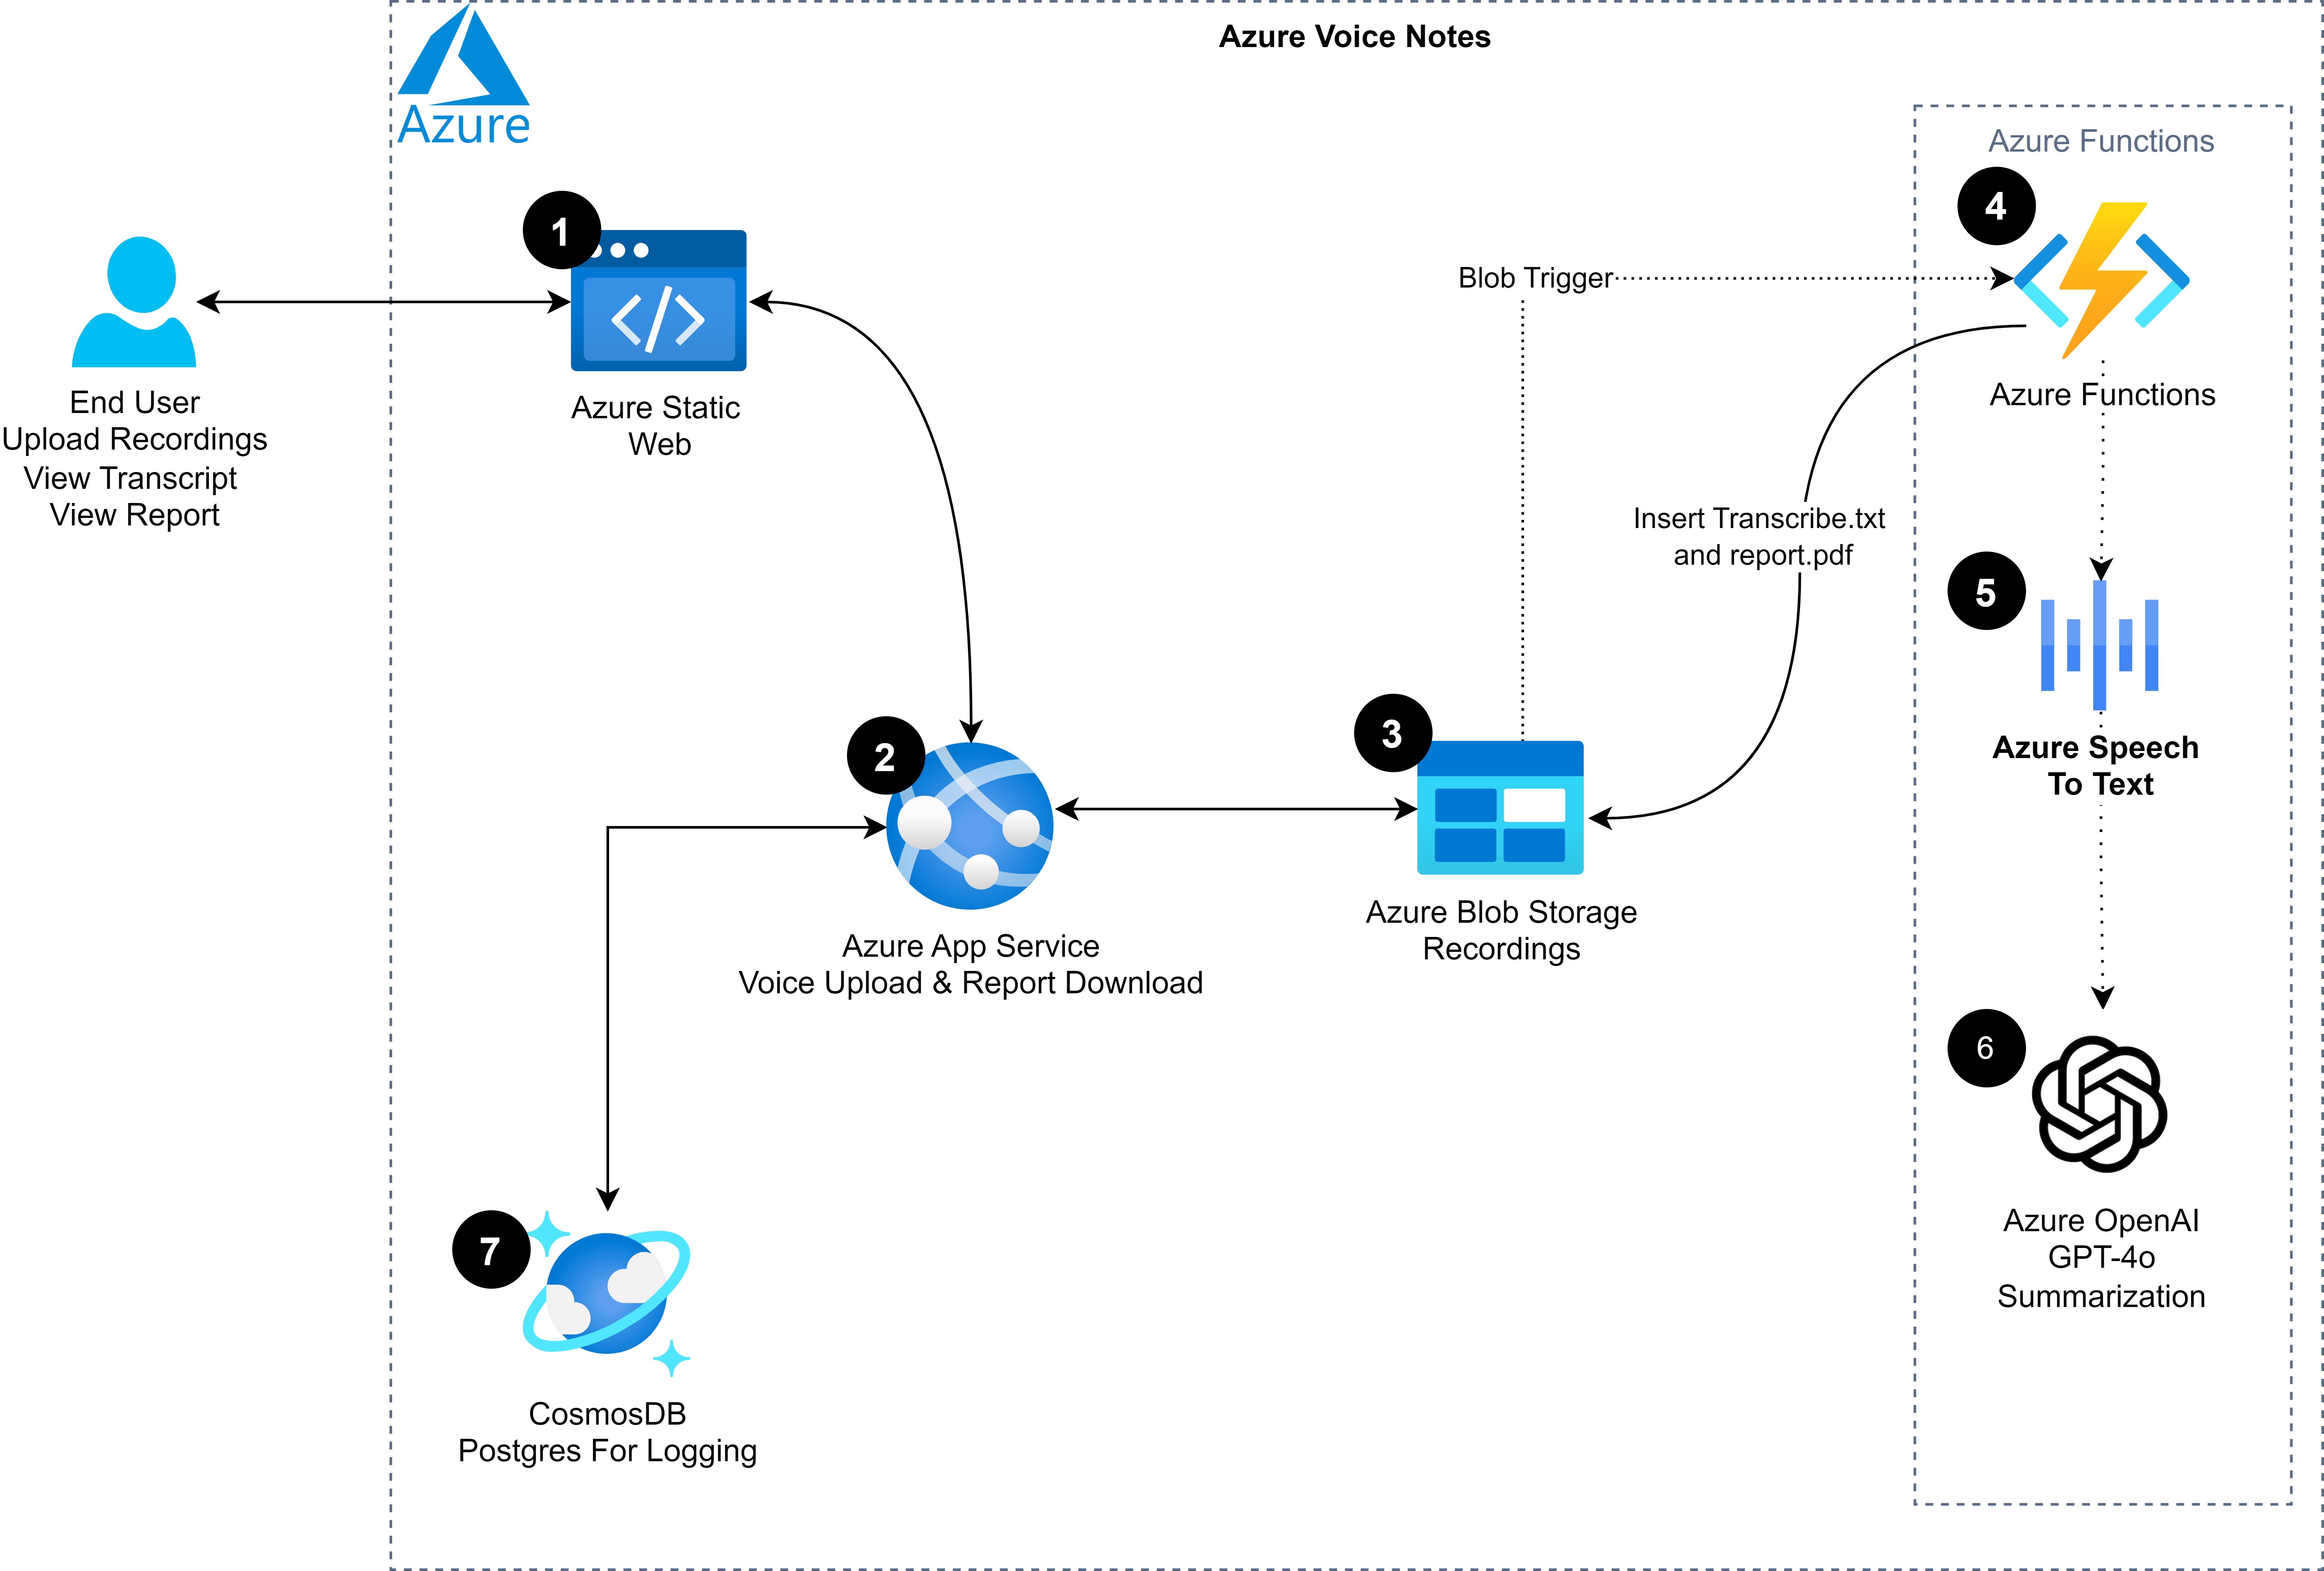 Azure Voice Notes
Azure
Azure Functions
4
1
Blob Trigger
Azure Functions
End User
Upload Recordings
View Transcript
View Report
Azure Static
Web
Insert Transcribe.txt
and report.pdf
5
Azure Speech
To Text
2
3
Azure App Service
Voice Upload & Report Download
Azure Blob Storage
Recordings
6
Azure OpenAI
GPT-4o
Summarization
7
CosmosDB
Postgres For Logging